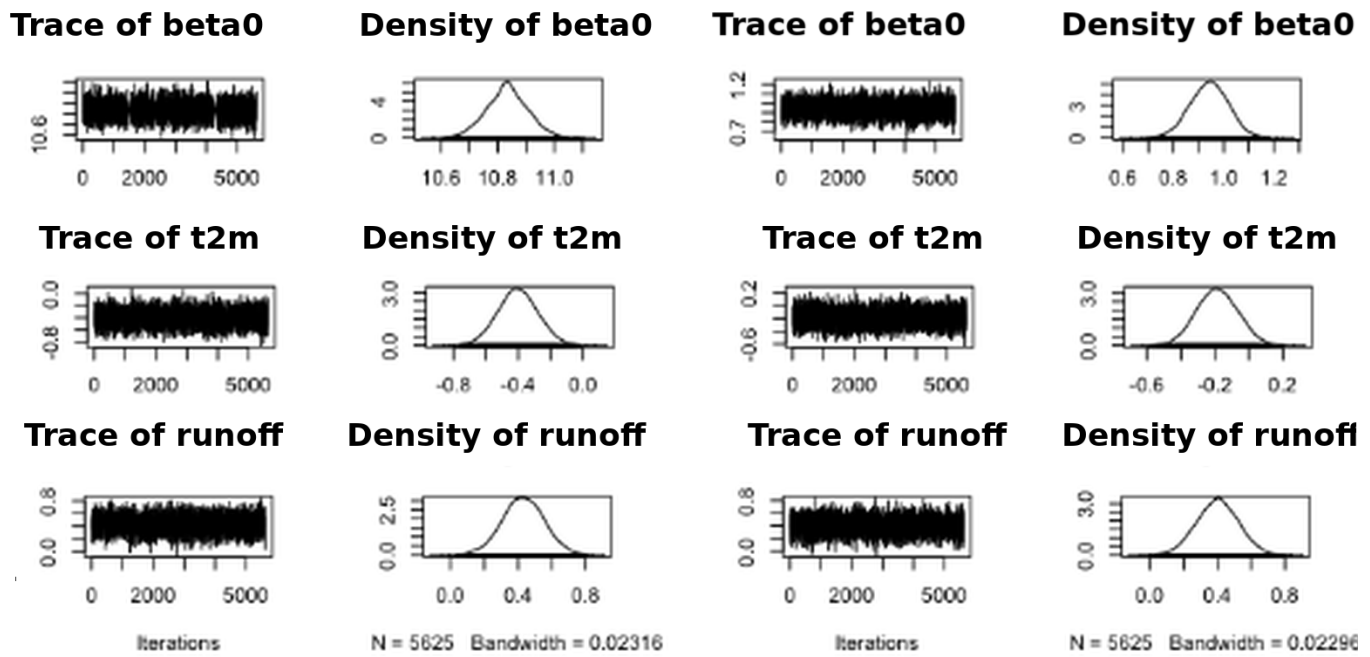 Trace of beta0 Density of beta0 Trace of beta0 Density of beta0
10.6 4 0 1.2 0.7 3 0
0 2000 5000 10.6 10.8 11.0 0 2000 5000 0.6 0.8 1.0 1.2
Trace of t2m Density of t2m Trace of t2m Density of t2m
0.0 -0.8 3.0 0.0 0.2 -0.6 3.0 0.0
0 2000 5000 -0.8 -0.4 0.0 0 2000 5000 -0.6 -0.2 0.2
Trace of runoff Density of runoff Trace of runoff Density of runoff
0.8 0.0 2.5 0.0 0.8 0.0 3.0 0.0
0 2000 5000 0.0 0.4 0.8 0 2000 5000 0.0 0.4 0.8
Iterations N = 5625 Bandwidth = 0.02316 Iterations N = 5625 Bandwidth = 0.02296